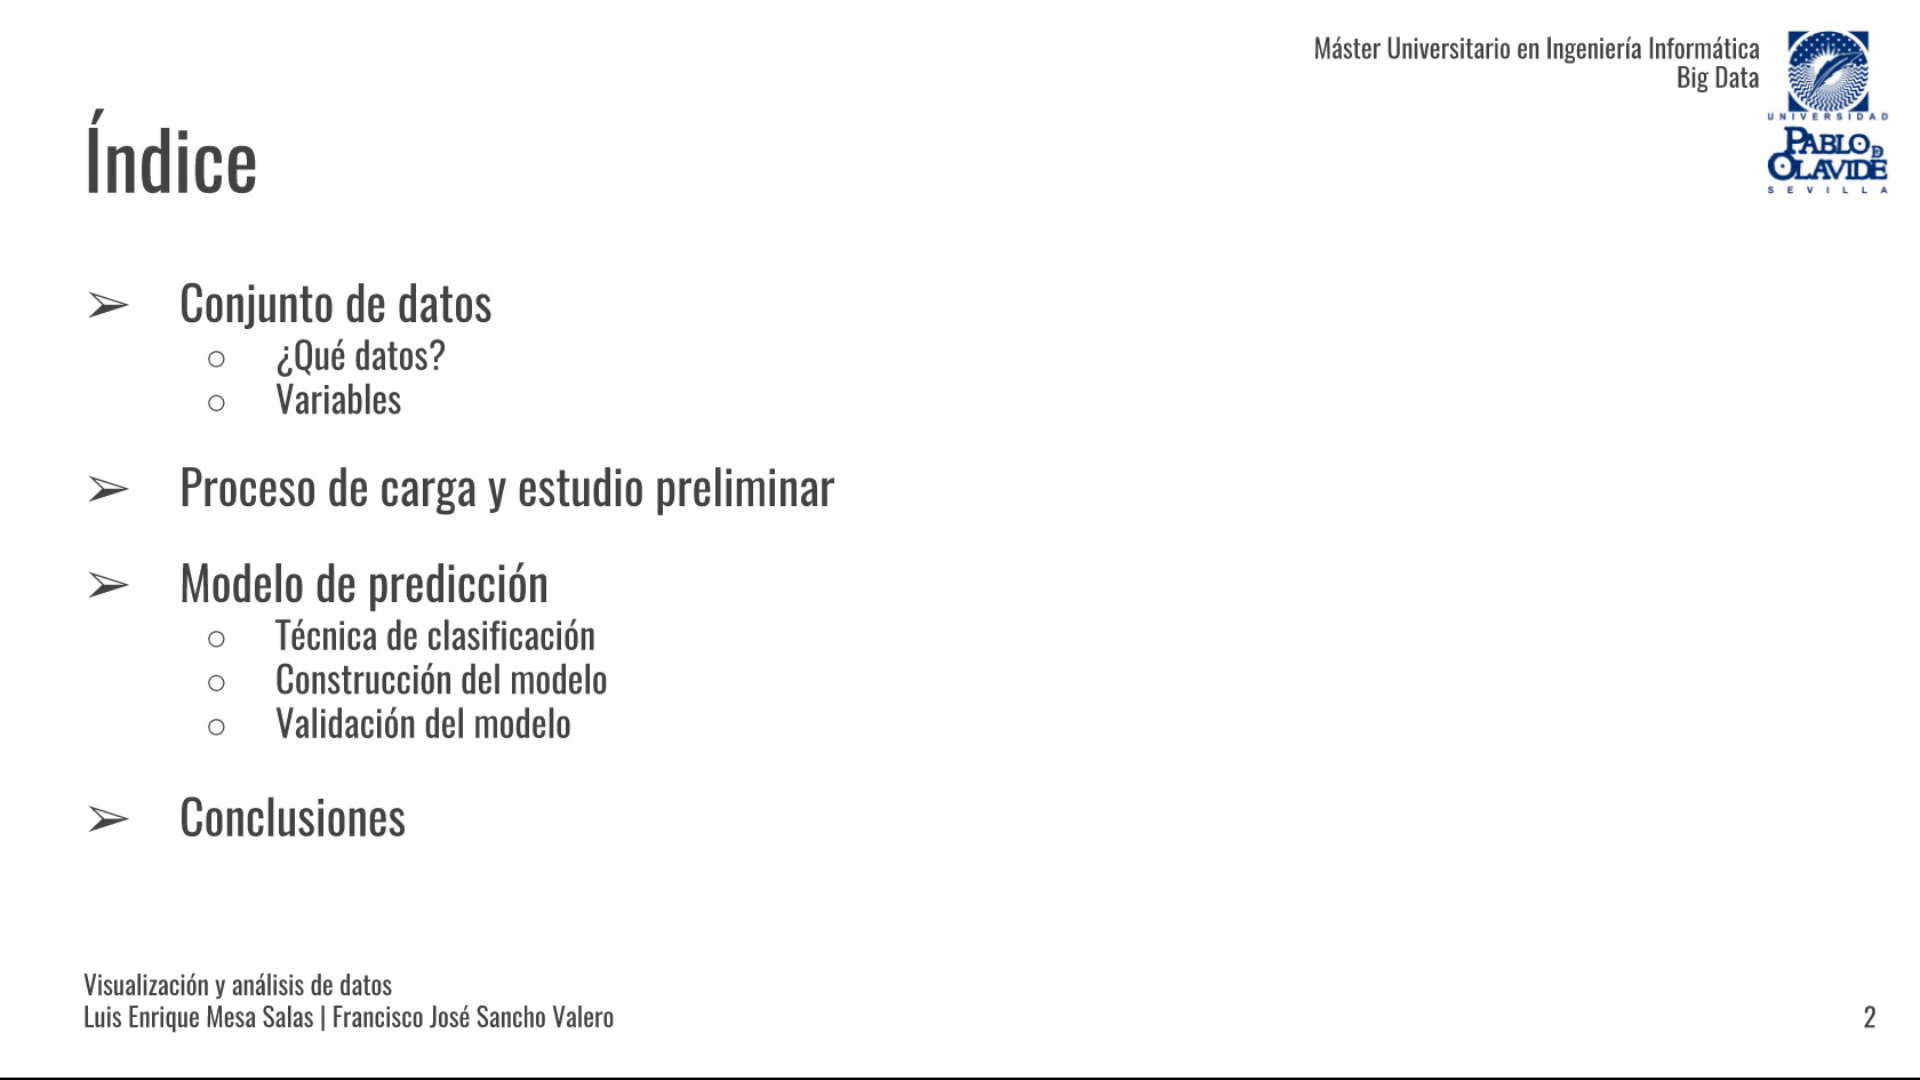 Máster Universitario en Ingeniería Informática
Big Data
UNIVERSIDAD
PABLO DE
OLAVIDE
SEVILLA
Índice
➢ Conjunto de datos
○ ¿Qué datos?
○ Variables
➢ Proceso de carga y estudio preliminar
➢ Modelo de predicción
○ Técnica de clasificación
○ Construcción del modelo
○ Validación del modelo
➢ Conclusiones
Visualización y análisis de datos
Luis Enrique Mesa Salas | Francisco José Sancho Valero
2